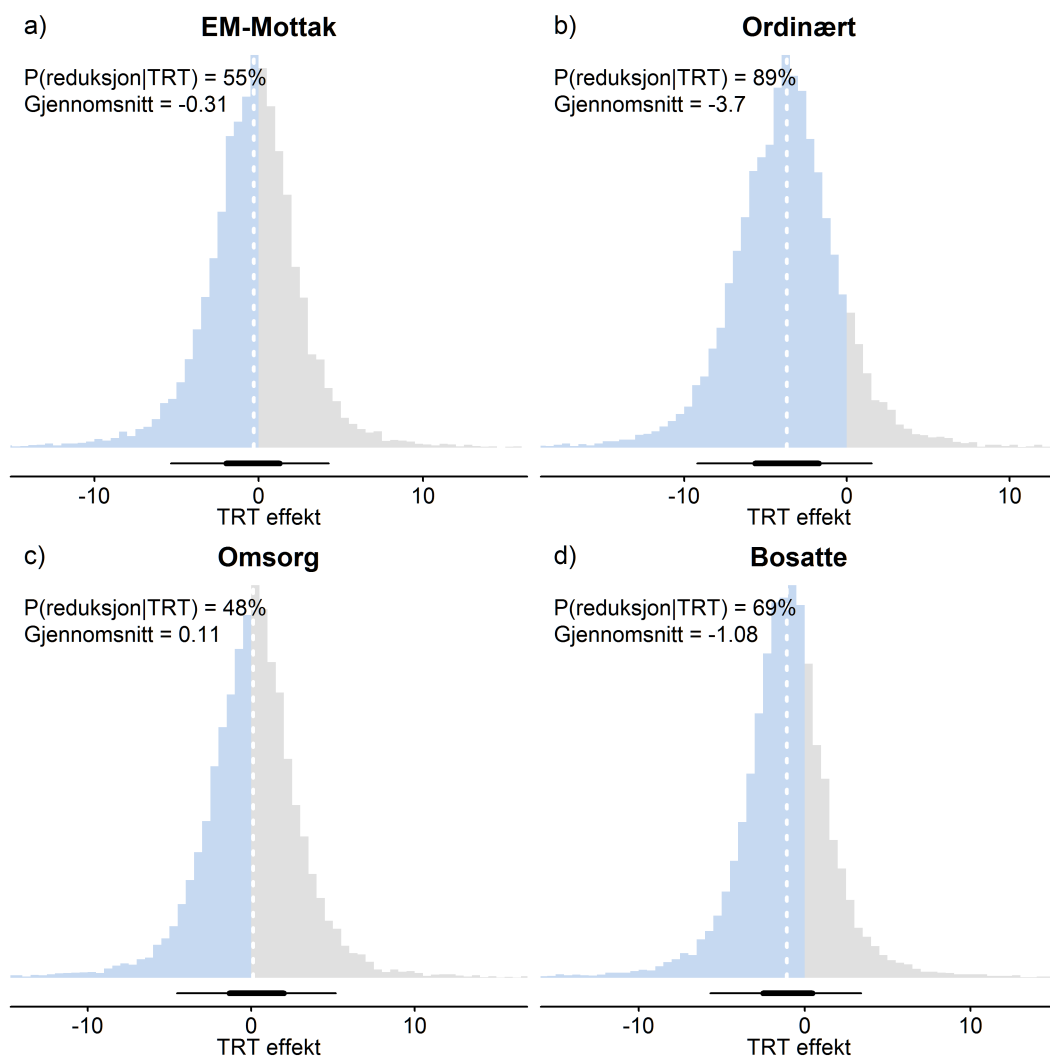 a) EM-Mottak
P(reduksjon|TRT) = 55%
Gjennomsnitt = -0.31
-10 0 10
TRT effekt
b) Ordinært
P(reduksjon|TRT) = 89%
Gjennomsnitt = -3.7
-10 0 10
TRT effekt
c) Omsorg
P(reduksjon|TRT) = 48%
Gjennomsnitt = 0.11
-10 0 10
TRT effekt
d) Bosatte
P(reduksjon|TRT) = 69%
Gjennomsnitt = -1.08
-10 0 10
TRT effekt